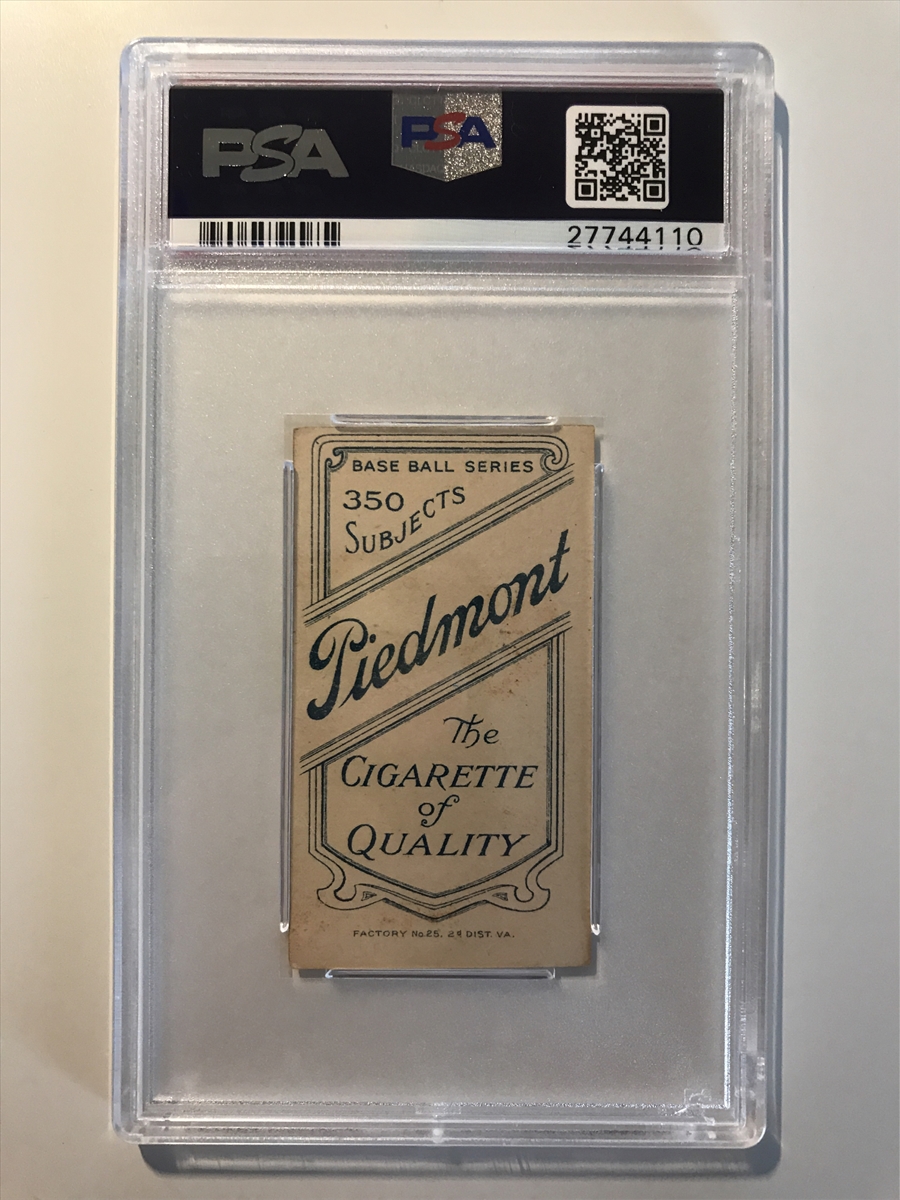 PSA
PSA
27744110
BASE BALL SERIES
350
SUBJECTS
Piedmont
The
CIGARETTE
of
QUALITY
FACTORY No. 25, 2d DIST. VA.